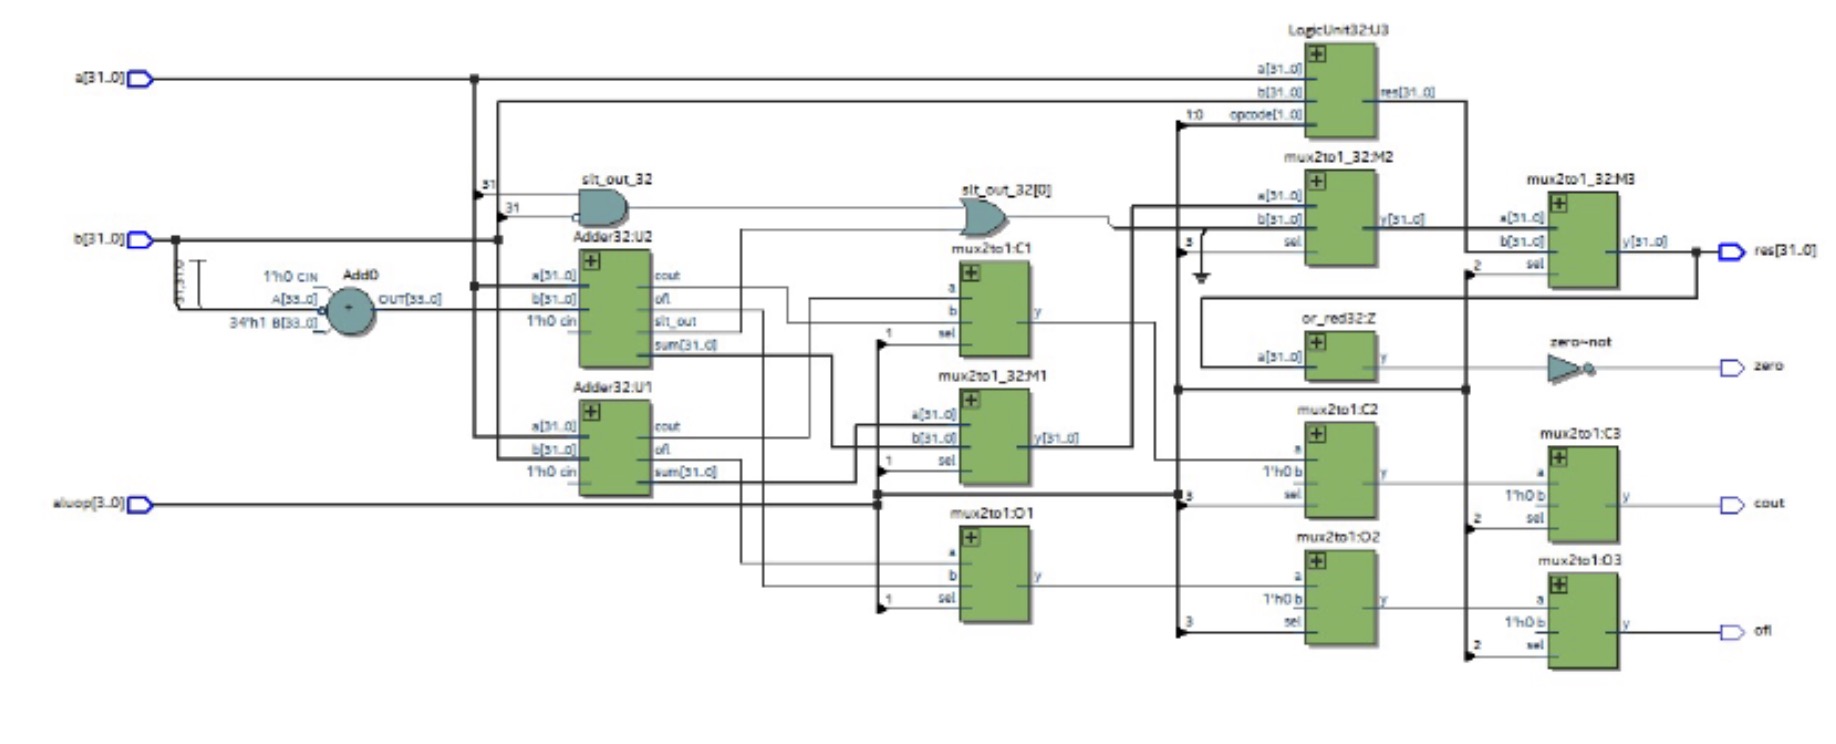 LogicUnit32:U3
a[31..0]
a[31..0]
b[31..0]
res[31..0]
1:0
opcode[1..0]
mux2to1_32:M2
a[31..0]
b[31..0]
y[31..0]
3
sel
mux2to1_32:M3
a[31..0]
b[31..0]
y[31..0]
2
sel
res[31..0]
slt_out_32
31
31
slt_out_32[0]
b[31..0]
31,31:0
1'h0 CIN
Add0
A[33..0]
OUT[33..0]
34'h1 B[33..0]
+
Adder32:U2
a[31..0]
b[31..0]
1'h0 cin
cout
ofl
slt_out
sum[31..0]
mux2to1:C1
a
b
y
1
sel
Adder32:U1
a[31..0]
b[31..0]
1'h0 cin
cout
ofl
sum[31..0]
mux2to1_32:M1
a[31..0]
b[31..0]
y[31..0]
1
sel
aluop[3..0]
mux2to1:O1
a
b
y
1
sel
or_red32:Z
a[31..0]
y
zero~not
zero
mux2to1:C2
a
1'h0 b
y
3
sel
mux2to1:C3
a
1'h0 b
y
2
sel
cout
mux2to1:O2
a
1'h0 b
y
3
sel
mux2to1:O3
a
1'h0 b
y
2
sel
ofl